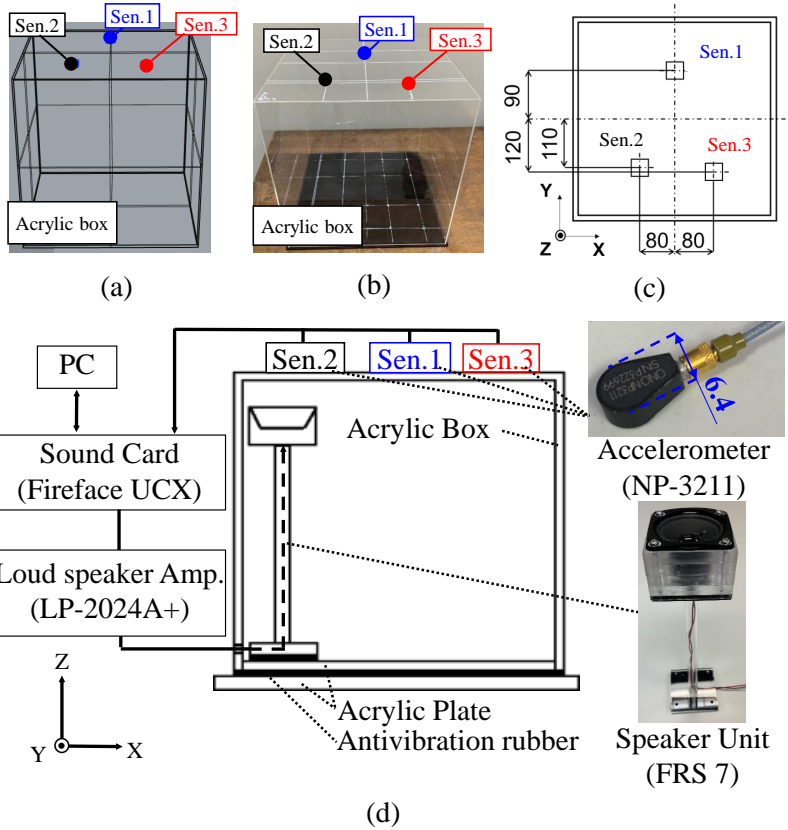 Sen.2
Sen.1
Sen.3
Acrylic box
(a)
Sen.2
Sen.1
Sen.3
Acrylic box
(b)
Sen.1
Sen.2
Sen.3
90
120
110
Y
Z
X
80
80
(c)
PC
Sound Card
(Fireface UCX)
Loud speaker Amp.
(LP-2024A+)
Sen.2
Sen.1
Sen.3
Acrylic Box
Z
Y
X
Acrylic Plate
Antivibration rubber
6.4
Accelerometer
(NP-3211)
Speaker Unit
(FRS 7)
(d)